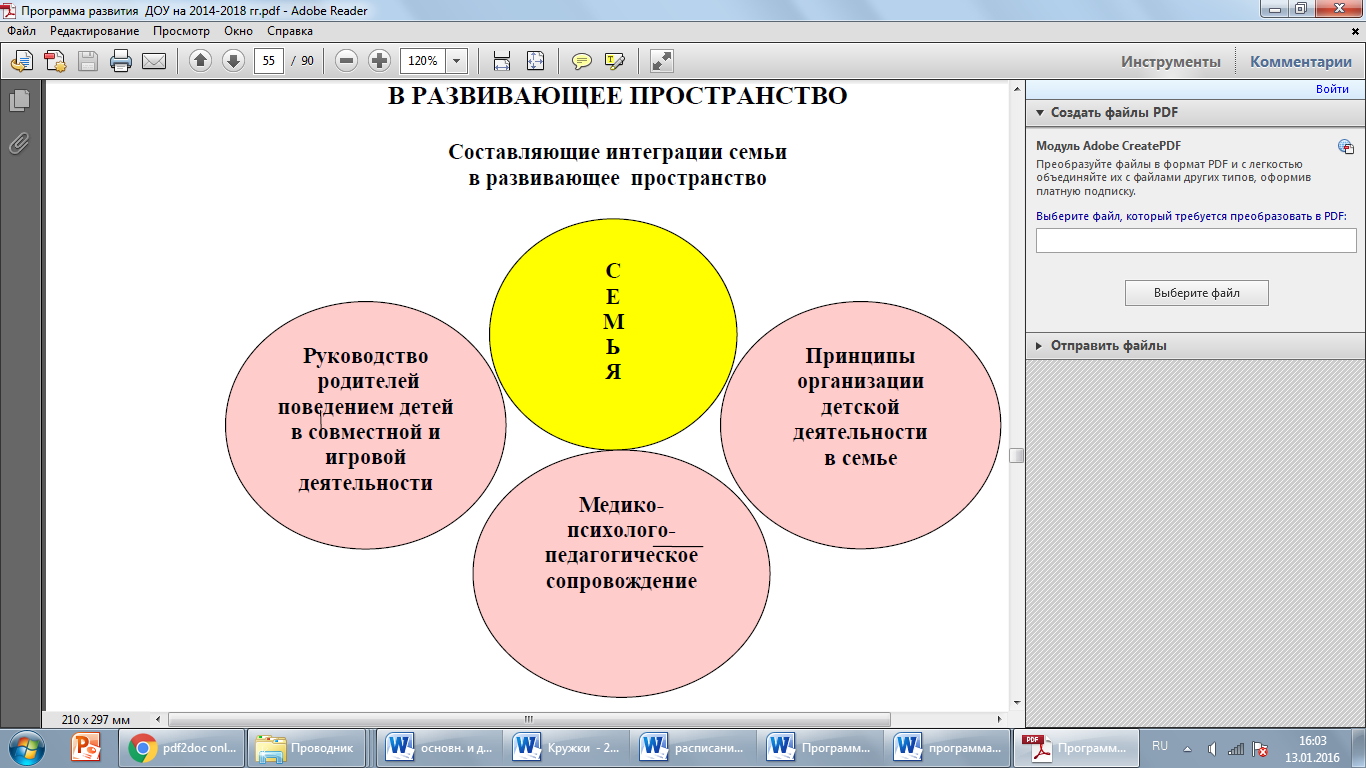 Программа развития ДОУ на 2014-2018 гг.pdf - Adobe Reader
Файл Редактирование Просмотр Окно Справка
55 / 90 120% Инструменты Комментарии
Войти
Создать файлы PDF
Модуль Adobe CreatePDF
Преобразуйте файлы в формат PDF и с легкостью
объединяйте их с файлами других типов, оформив
платную подписку.
Выберите файл, который требуется преобразовать в PDF:
Выберите файл
Отправить файлы
В РАЗВИВАЮЩЕЕ ПРОСТРАНСТВО
Составляющие интеграции семьи
в развивающее пространство
С
Е
М
Ь
Я
Руководство
родителей
поведением детей
в совместной и
игровой
деятельности
Принципы
организации
детской
деятельности
в семье
Медико-
психолого-
педагогическое
сопровождение
210 x 297 мм
pdf2doc onl... Проводник основн. и д... Кружки - 2... расписани... Программ... программа... Программ... RU 16:03
13.01.2016